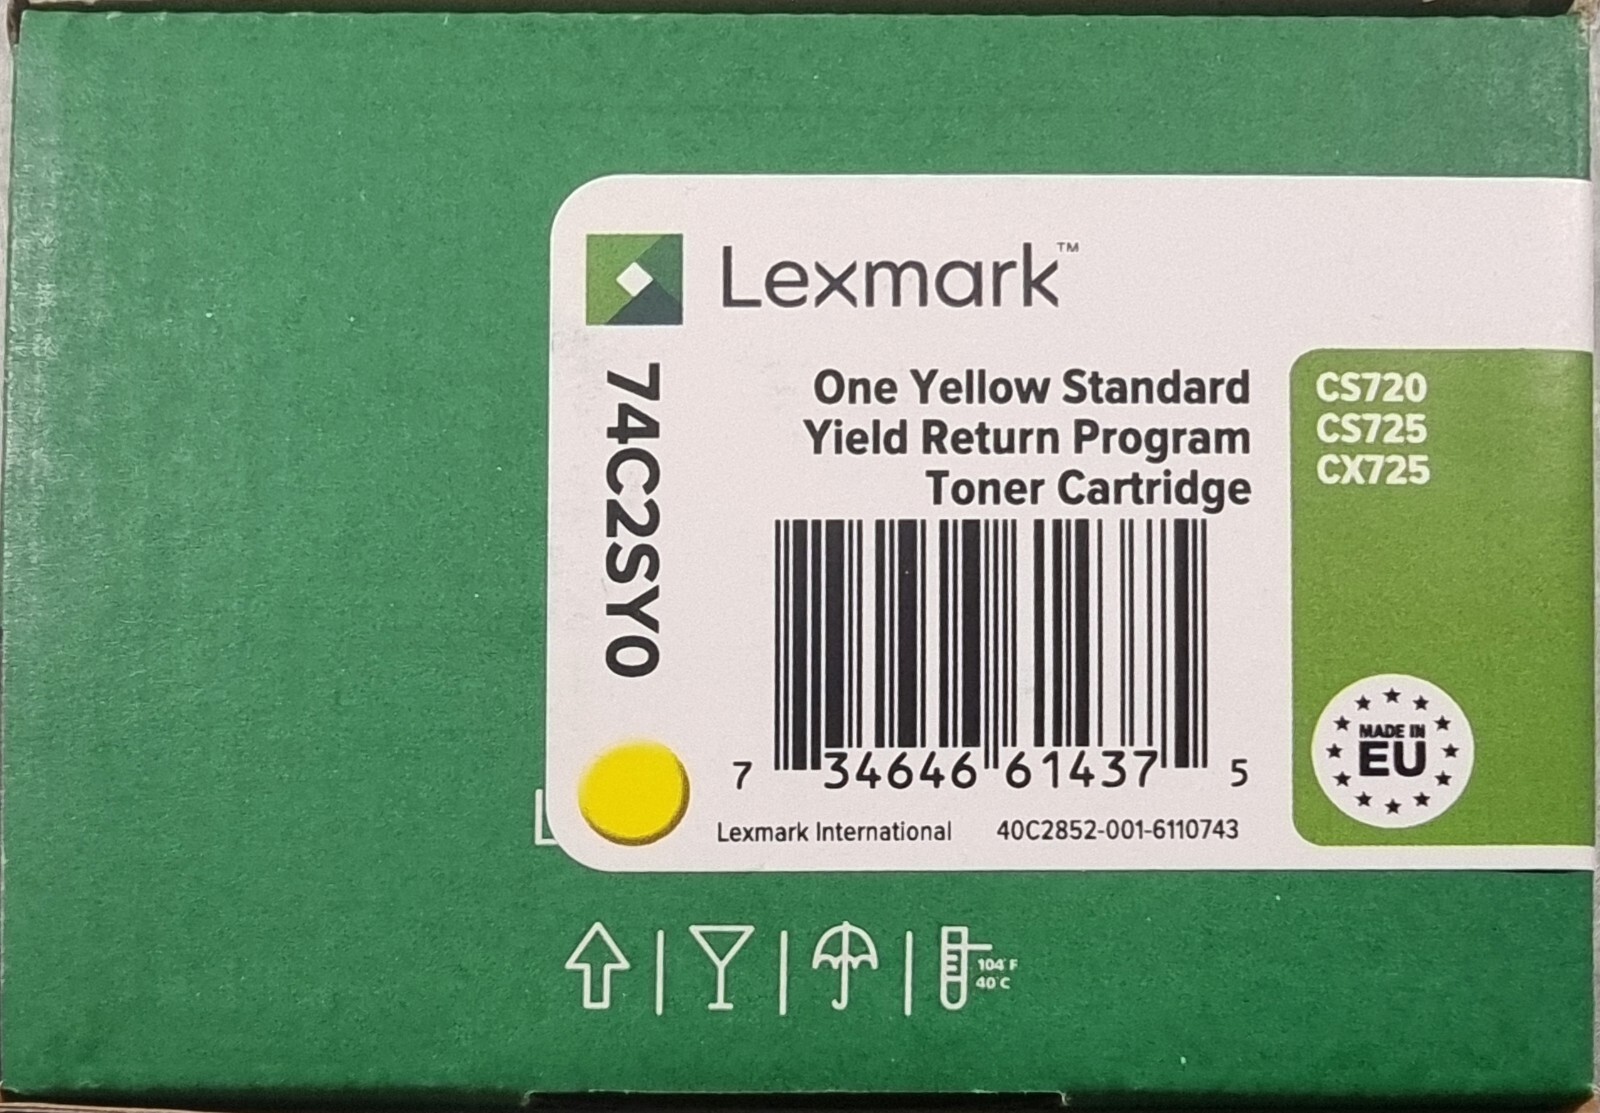 Lexmark™
74C2SY0
One Yellow Standard
Yield Return Program
Toner Cartridge
CS720
CS725
CX725
7 34646 61437 5
MADE IN
EU
Lexmark International 40C2852-001-6110743
L
104°F
40°C